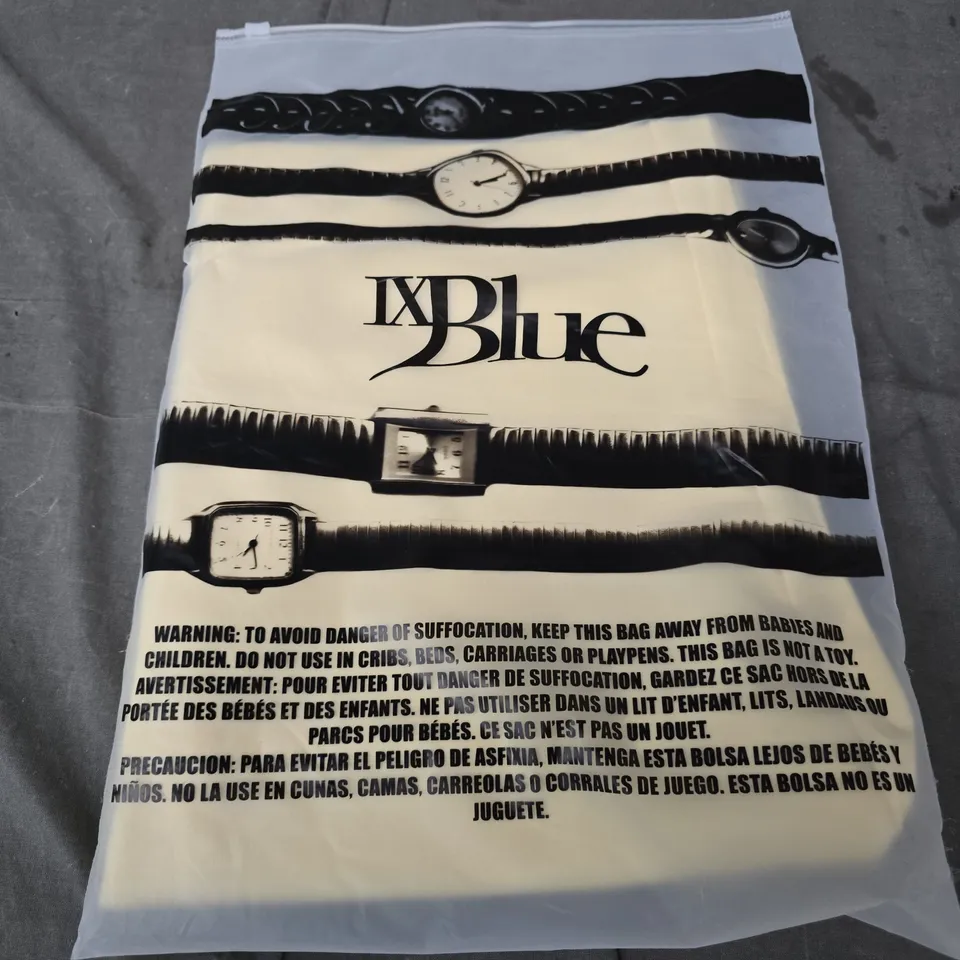 IXBlue
WARNING: TO AVOID DANGER OF SUFFOCATION, KEEP THIS BAG AWAY FROM BABIES AND
CHILDREN. DO NOT USE IN CRIBS, BEDS, CARRIAGES OR PLAYPENS. THIS BAG IS NOT A TOY.
AVERTISSEMENT: POUR EVITER TOUT DANGER DE SUFFOCATION, GARDEZ CE SAC HORS DE LA
PORTÉE DES BÉBÉS ET DES ENFANTS. NE PAS UTILISER DANS UN LIT D'ENFANT, LITS, LANDAUS OU
PARCS POUR BÉBÉS. CE SAC N'EST PAS UN JOUET.
PRECAUCION: PARA EVITAR EL PELIGRO DE ASFIXIA, MANTENGA ESTA BOLSA LEJOS DE BEBÉS Y
NIÑOS. NO LA USE EN CUNAS, CAMAS, CARREOLAS O CORRALES DE JUEGO. ESTA BOLSA NO ES UN
JUGUETE.